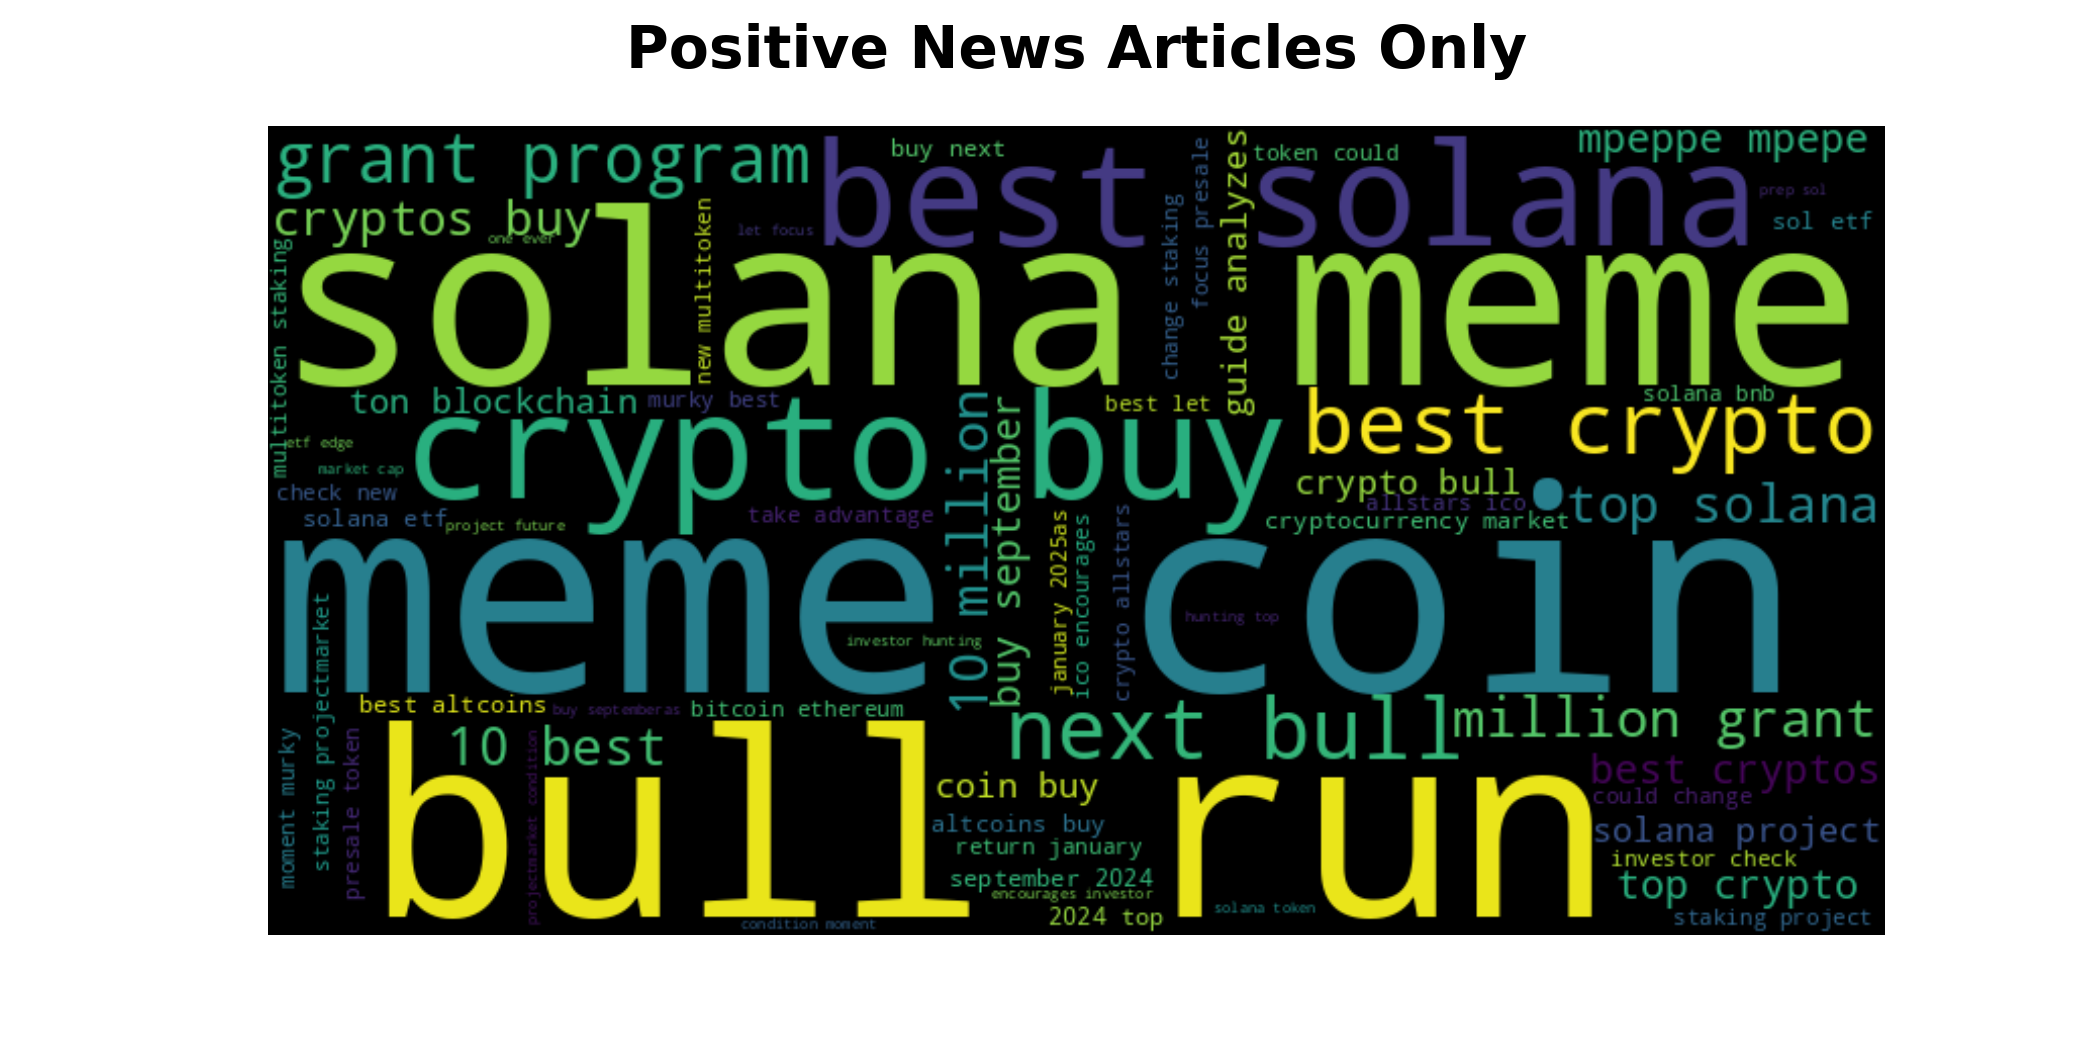 Positive News Articles Only
grant program
buy next
best solana
token could
mpeppe mpepe
cryptos buy
one ever
let focus
prep sol
sol etf
new multitoken
change staking
focus presale
guide analyzes
multitoken staking
solana meme
ton blockchain
murky best
best let
solana bnb
crypto buy
best crypto
etf edge
market cap
check new
solana etf
project future
take advantage
10 million
buy september
crypto bull
allstars ico
cryptocurrency market
top solana
january 2025as
ico encourages
crypto allstars
meme coin
hunting top
investor hunting
staking projectmarket
best altcoins
buy septemberas
bitcoin ethereum
next bull
million grant
moment murky
presale token
10 best
projectmarket condition
bull run
coin buy
best cryptos
could change
altcoins buy
solana project
return january
investor check
september 2024
top crypto
encourages investor
solana token
2024 top
staking project
condition moment